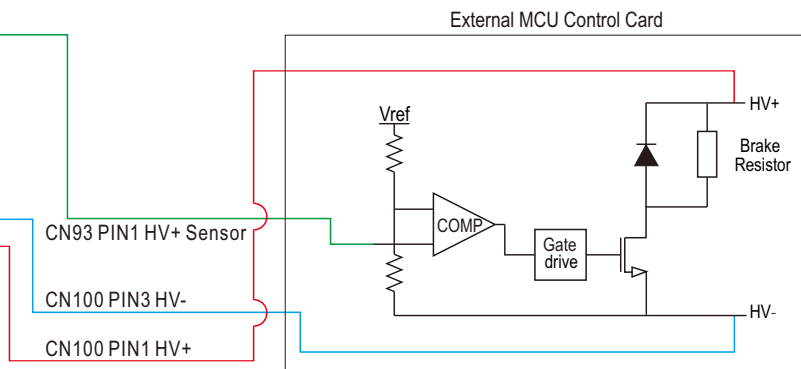 External MCU Control Card
HV+
Vref
Brake
Resistor
COMP
CN93 PIN1 HV+ Sensor
Gate
drive
CN100 PIN3 HV-
HV-
CN100 PIN1 HV+